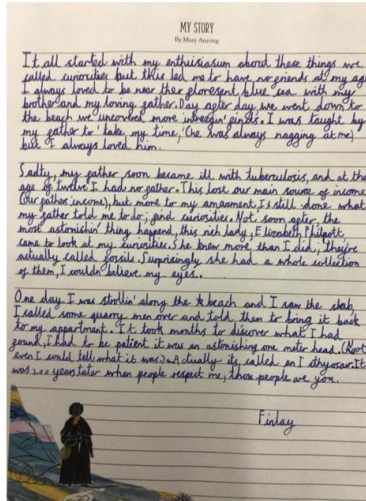 MY STORY
By Mary Anning
It all started with my enthuisiasm about these things we
called curiorities but this led me to have no friends at my age
I always loved to be near ther floresent blue sea with my
brother and my loving father. Day after day we went down to
the beach we uncovered more intreegin' finds. I was taught by
my father to 'take my time,' (he was always nagging at me)
but I always loved him.
Sadly, my father soon became ill with tuberculosis, and at the
age of twelve I had no father. This lost our main source of income
(Our father income), but more to my amasment, I still done what
my father told me to do; find curiosities. Not soon after, the
most astonishin' thing happend, this rich lady, Elizabeth Philpott,
came to look at my curiosities. She knew more than I did; they're
actually called fossils. Surprisingly she had a whole collection
of them, I couldn't believe my eyes.
One day I was strollin' along the beach and I saw the slab,
I called some quarry men over and told them to bring it back
to my appartment. It took months to discover what I had
found, I had to be patient it was an astonishing one meter head. (Root
even I could tell what it was.) Actually its called an Icthyosar. It
was 200 years later when people respect me, those people are you.
Finlay